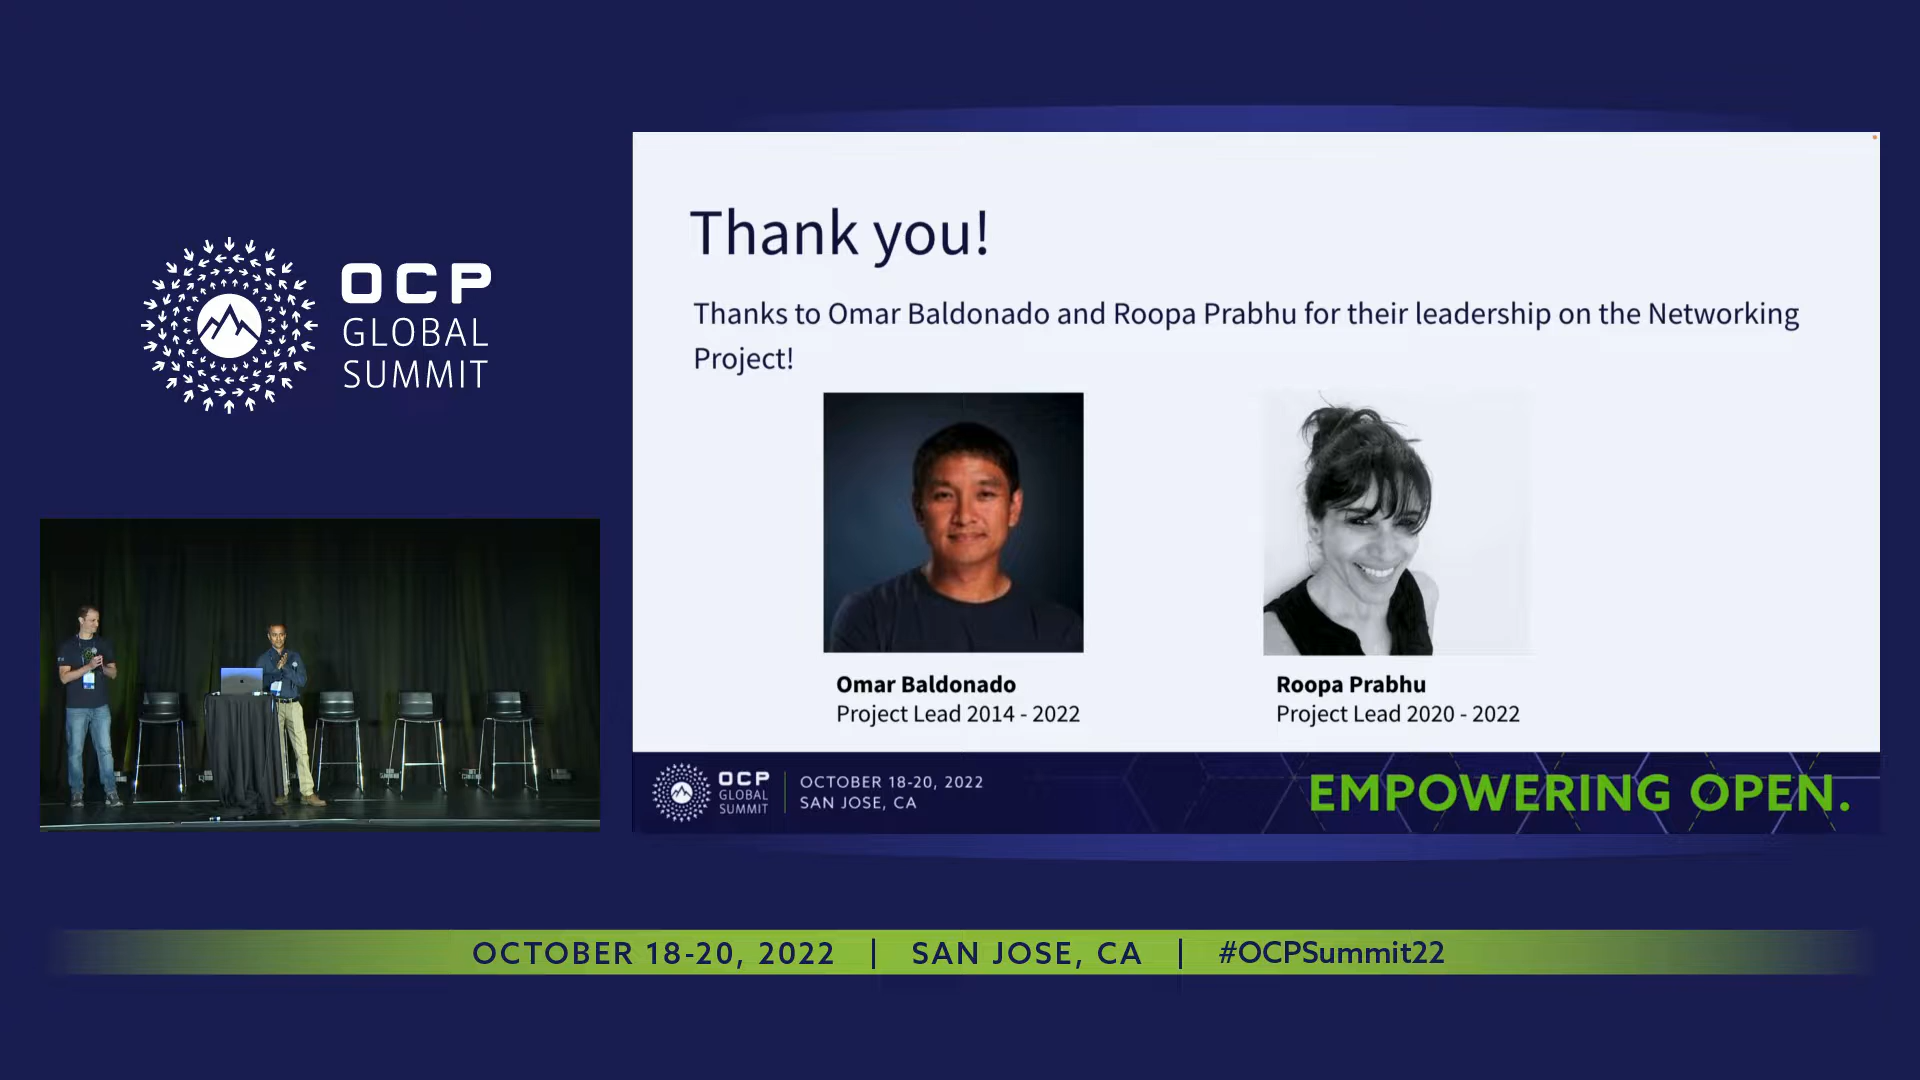 OCP
GLOBAL
SUMMIT
Thank you!
Thanks to Omar Baldonado and Roopa Prabhu for their leadership on the Networking
Project!
Omar Baldonado
Project Lead 2014 - 2022
Roopa Prabhu
Project Lead 2020 - 2022
OCP
GLOBAL
SUMMIT
OCTOBER 18-20, 2022
SAN JOSE, CA
EMPOWERING OPEN.
OCTOBER 18-20, 2022 | SAN JOSE, CA | #OCPSummit22